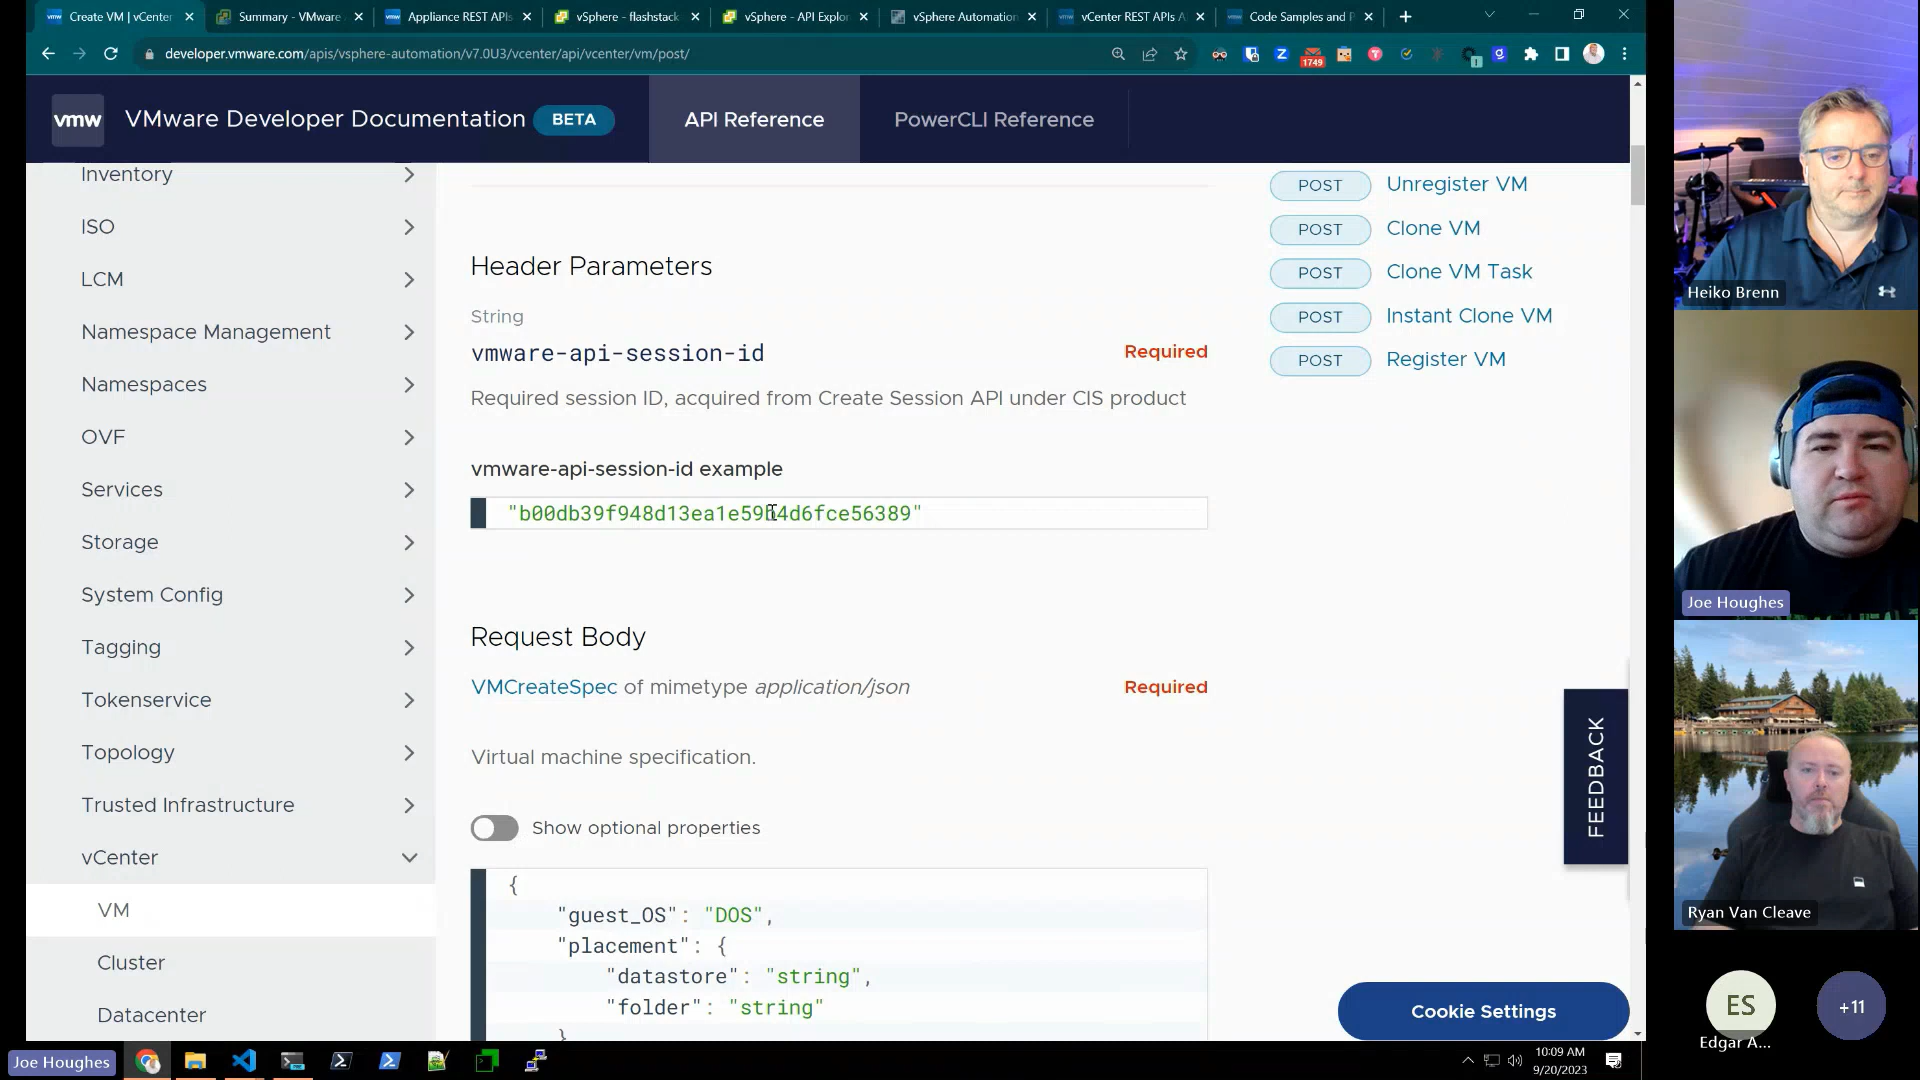 Create VM | vCenter
Summary - VMware
Appliance REST APIs
vSphere - flashstack
vSphere - API Explor
vSphere Automation
vCenter REST APIs A
Code Samples and P
developer.vmware.com/apis/vsphere-automation/v7.0U3/vcenter/api/vcenter/vm/post/
1749
vmw
VMware Developer Documentation
BETA
API Reference
PowerCLI Reference
Inventory
ISO
LCM
Namespace Management
Namespaces
OVF
Services
Storage
System Config
Tagging
Tokenservice
Topology
Trusted Infrastructure
vCenter
VM
Cluster
Datacenter
Header Parameters
String
vmware-api-session-id
Required
Required session ID, acquired from Create Session API under CIS product
vmware-api-session-id example
"b00db39f948d13ea1e59b4d6fce56389"
Request Body
VMCreateSpec of mimetype application/json
Required
Virtual machine specification.
Show optional properties
{
"guest_OS": "DOS",
"placement": {
"datastore": "string",
"folder": "string"
}
POST Unregister VM
POST Clone VM
POST Clone VM Task
POST Instant Clone VM
POST Register VM
FEEDBACK
Cookie Settings
Heiko Brenn
Joe Houghes
Ryan Van Cleave
ES
Edgar A...
+11
Joe Houghes
10:09 AM
9/20/2023